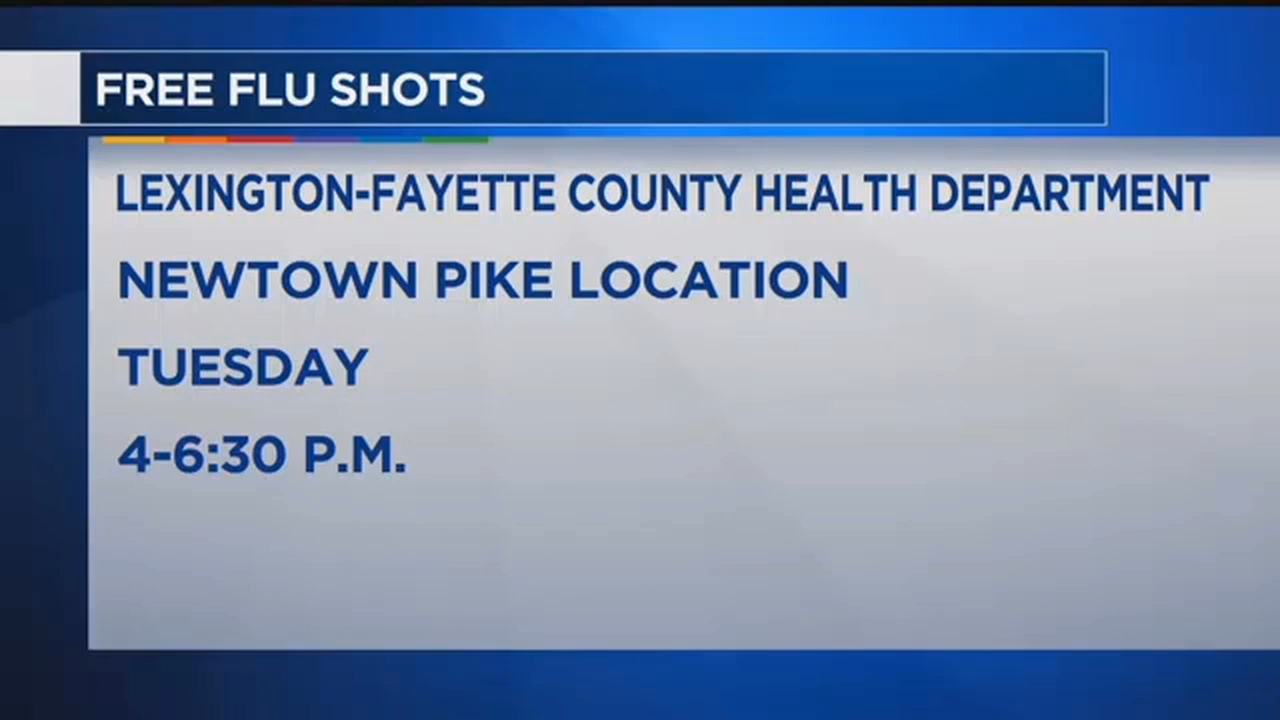 FREE FLU SHOTS
LEXINGTON-FAYETTE COUNTY HEALTH DEPARTMENT
NEWTOWN PIKE LOCATION
TUESDAY
4-6:30 P.M.